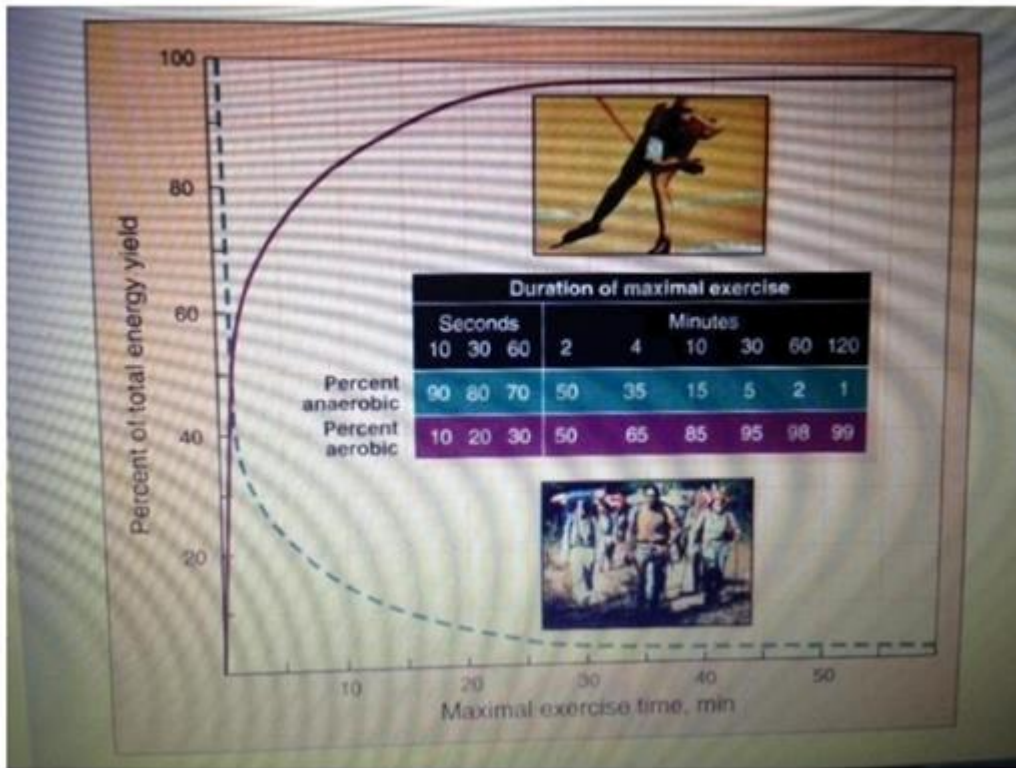 100
80
60
40
20
Percent of total energy yield
Duration of maximal exercise
Seconds Minutes
10 30 60 2 4 10 30 60 120
Percent anaerobic 90 80 70 50 35 15 5 2 1
Percent aerobic 10 20 30 50 65 85 95 98 99
10 20 30 40 50
Maximal exercise time, min